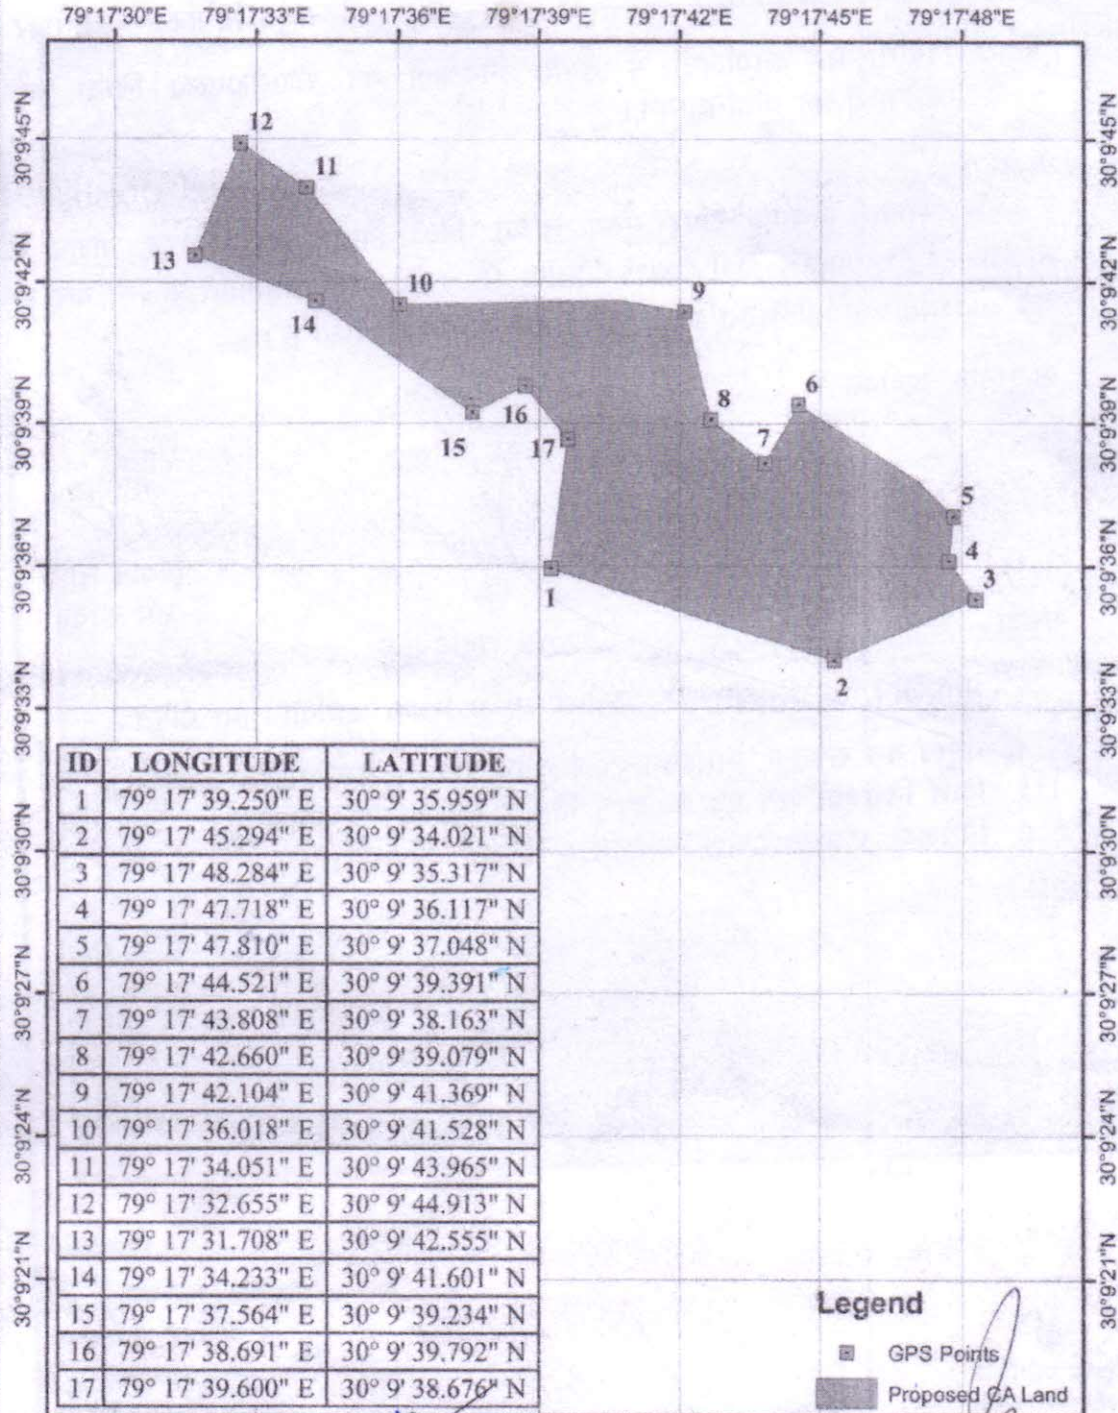 79°17'30"E 79°17'33"E 79°17'36"E 79°17'39"E 79°17'42"E 79°17'45"E 79°17'48"E
30°9'45"N 30°9'45"N
30°9'42"N 30°9'42"N
30°9'39"N 30°9'39"N
30°9'36"N 30°9'36"N
30°9'33"N 30°9'33"N
30°9'30"N 30°9'30"N
30°9'27"N 30°9'27"N
30°9'24"N 30°9'24"N
30°9'21"N 30°9'21"N
12
11
13
10
14
9
6
16
8
15
17
7
5
4
3
1
2
ID LONGITUDE LATITUDE
1 79° 17' 39.250" E 30° 9' 35.959" N
2 79° 17' 45.294" E 30° 9' 34.021" N
3 79° 17' 48.284" E 30° 9' 35.317" N
4 79° 17' 47.718" E 30° 9' 36.117" N
5 79° 17' 47.810" E 30° 9' 37.048" N
6 79° 17' 44.521" E 30° 9' 39.391" N
7 79° 17' 43.808" E 30° 9' 38.163" N
8 79° 17' 42.660" E 30° 9' 39.079" N
9 79° 17' 42.104" E 30° 9' 41.369" N
10 79° 17' 36.018" E 30° 9' 41.528" N
11 79° 17' 34.051" E 30° 9' 43.965" N
12 79° 17' 32.655" E 30° 9' 44.913" N
13 79° 17' 31.708" E 30° 9' 42.555" N
14 79° 17' 34.233" E 30° 9' 41.601" N
15 79° 17' 37.564" E 30° 9' 39.234" N
16 79° 17' 38.691" E 30° 9' 39.792" N
17 79° 17' 39.600" E 30° 9' 38.676" N
Legend
GPS Points
Proposed CA Land